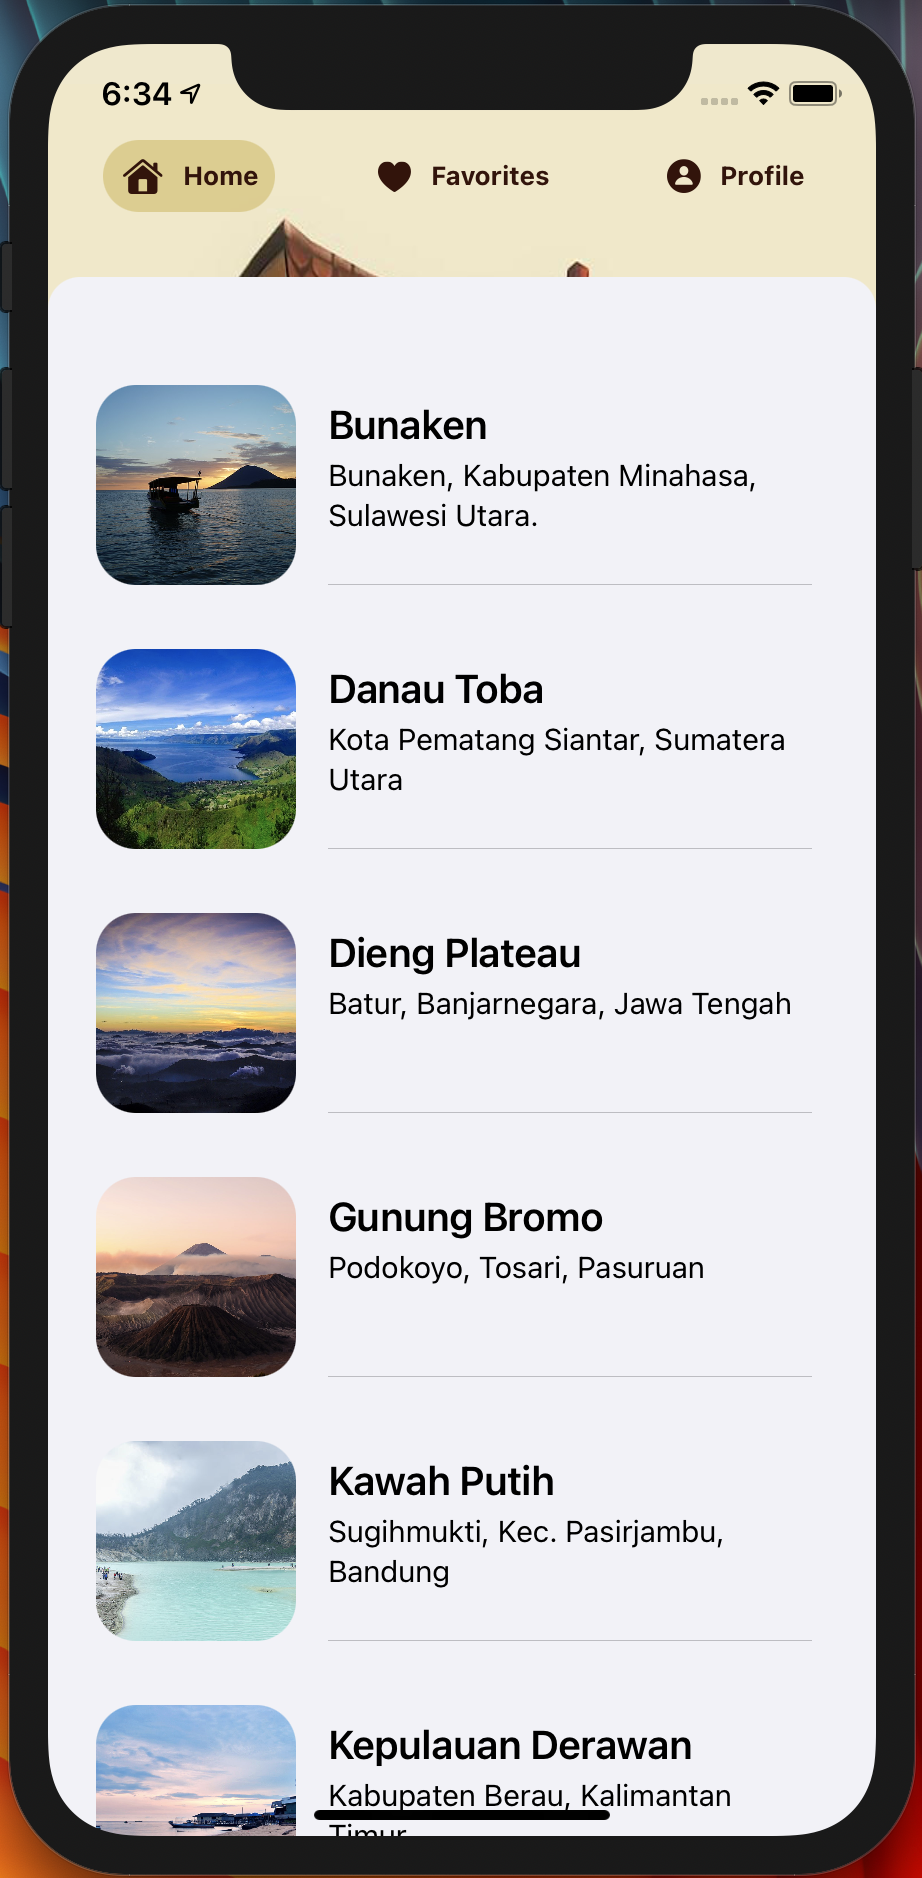 6:34
Home Favorites Profile
Bunaken
Bunaken, Kabupaten Minahasa,
Sulawesi Utara.
Danau Toba
Kota Pematang Siantar, Sumatera
Utara
Dieng Plateau
Batur, Banjarnegara, Jawa Tengah
Gunung Bromo
Podokoyo, Tosari, Pasuruan
Kawah Putih
Sugihmukti, Kec. Pasirjambu,
Bandung
Kepulauan Derawan
Kabupaten Berau, Kalimantan
Timur